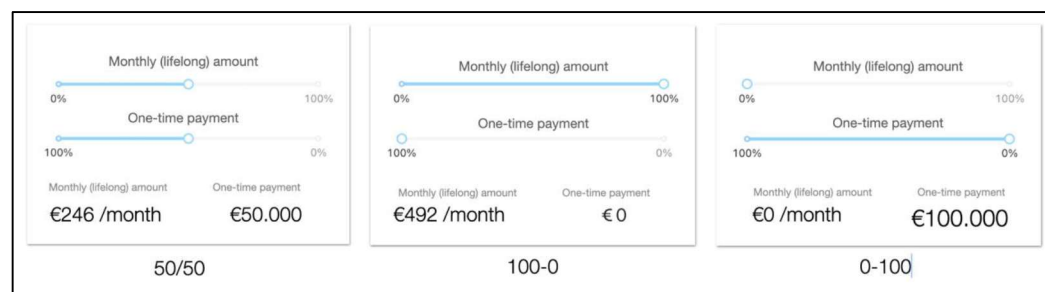 Monthly (lifelong) amount
0% 100%
One-time payment
100% 0%
Monthly (lifelong) amount One-time payment
€246 /month €50.000
50/50
Monthly (lifelong) amount
0% 100%
One-time payment
100% 0%
Monthly (lifelong) amount One-time payment
€492 /month € 0
100-0
Monthly (lifelong) amount
0% 100%
One-time payment
100% 0%
Monthly (lifelong) amount One-time payment
€0 /month €100.000
0-100